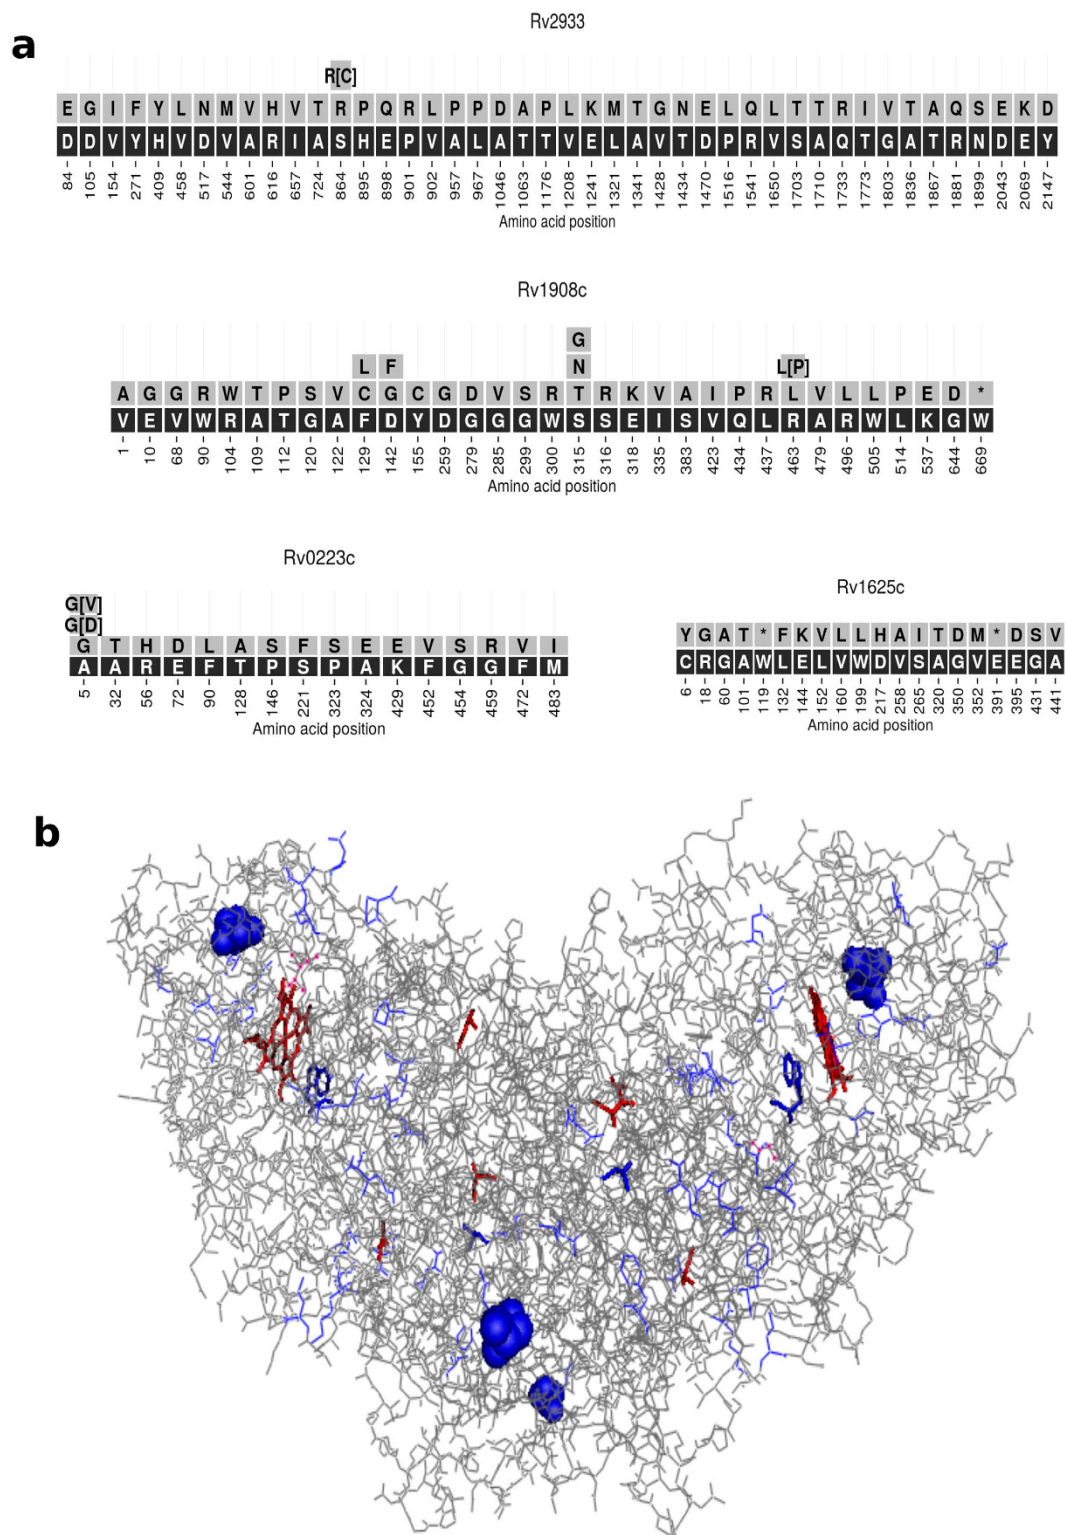 a
Rv2933
R[C]
E G I F Y L N M V H V T R P Q R L P P D A P L K M T G N E L Q L T T R I V T A Q S E K D
D D V Y H V D V A R I A S H E P V A L A T T V E L A V T D P R V S A Q T G A T R N D E Y
84 105 154 271 409 458 517 544 601 616 657 724 864 895 898 901 902 957 967 1046 1063 1176 1208 1241 1321 1341 1428 1434 1470 1516 1541 1650 1703 1710 1733 1773 1803 1836 1867 1881 1899 2043 2069 2147
Amino acid position
Rv1908c
G
L F N L[P]
A G G R W T P S V C G C G D V S R T R K V A I P R L V L L P E D *
V E V W R A T G A F D Y D G G G W S S E I S V Q L R A R W L K G W
1 10 68 90 104 109 112 120 122 129 142 155 259 279 285 299 300 315 316 318 335 383 423 434 437 463 479 496 505 514 537 644 669
Amino acid position
Rv0223c
G[V]
G[D]
G T H D L A S F S E E V S R V I
A A R E F T P S P A K F G G F M
5 32 56 72 90 128 146 221 323 324 429 452 454 459 472 483
Amino acid position
Rv1625c
Y G A T * F K V L L H A I T D M * D S V
C R G A W L E L V W D V S A G V E E G A
6 18 60 101 119 132 144 152 160 199 217 258 265 320 350 352 391 395 431 441
Amino acid position
b